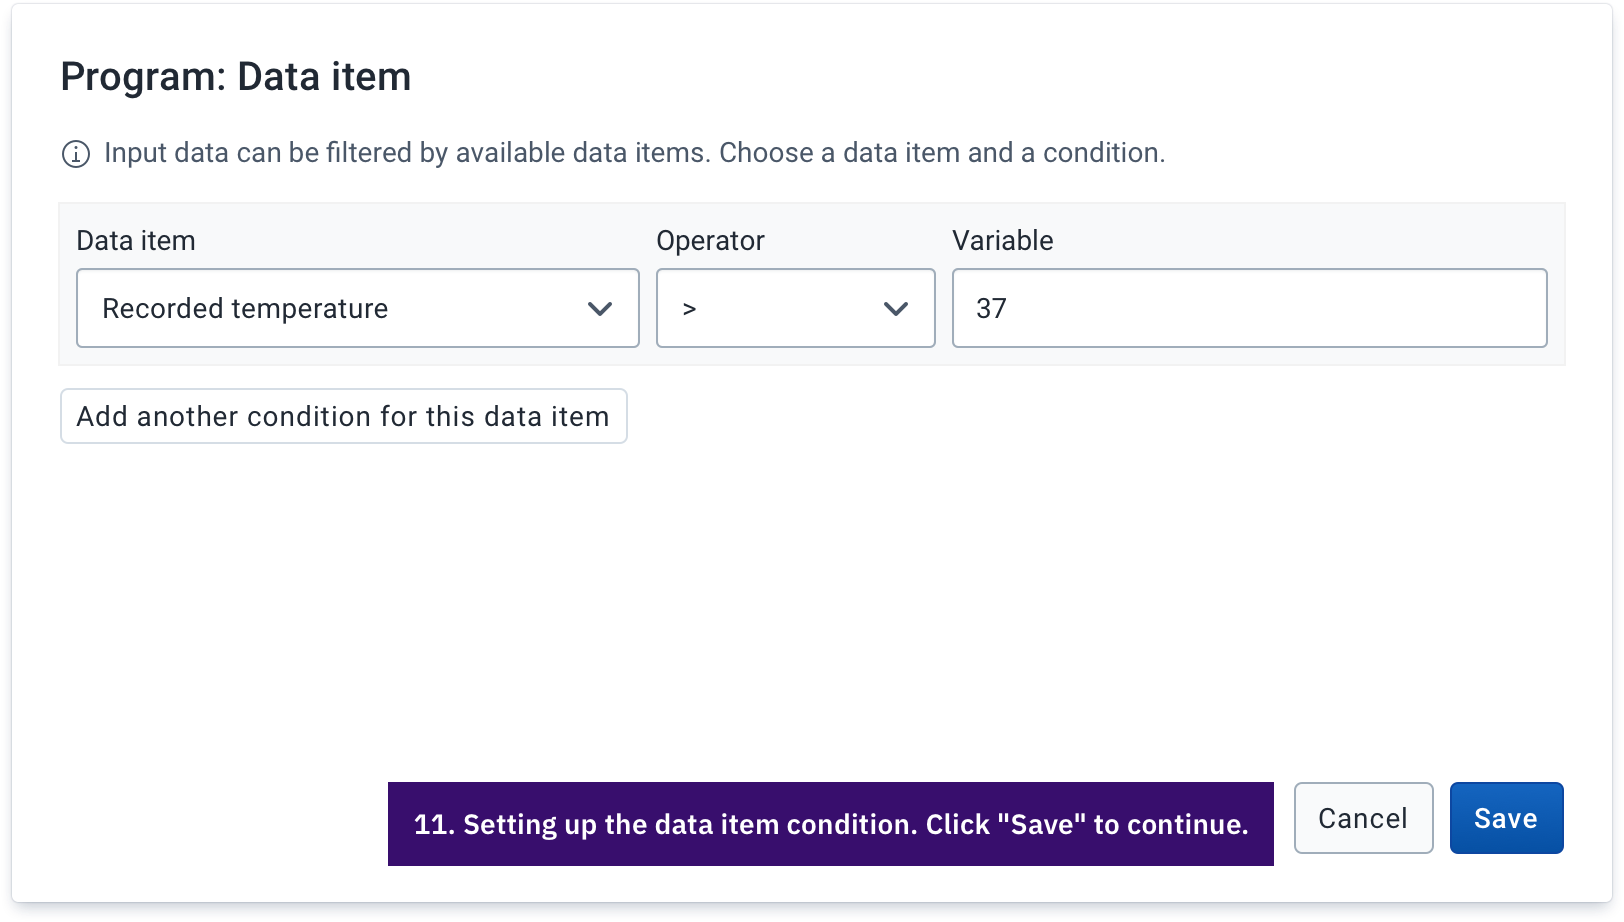 Program: Data item
Input data can be filtered by available data items. Choose a data item and a condition.
Data item Operator Variable
Recorded temperature > 37
Add another condition for this data item
11. Setting up the data item condition. Click "Save" to continue. Cancel Save